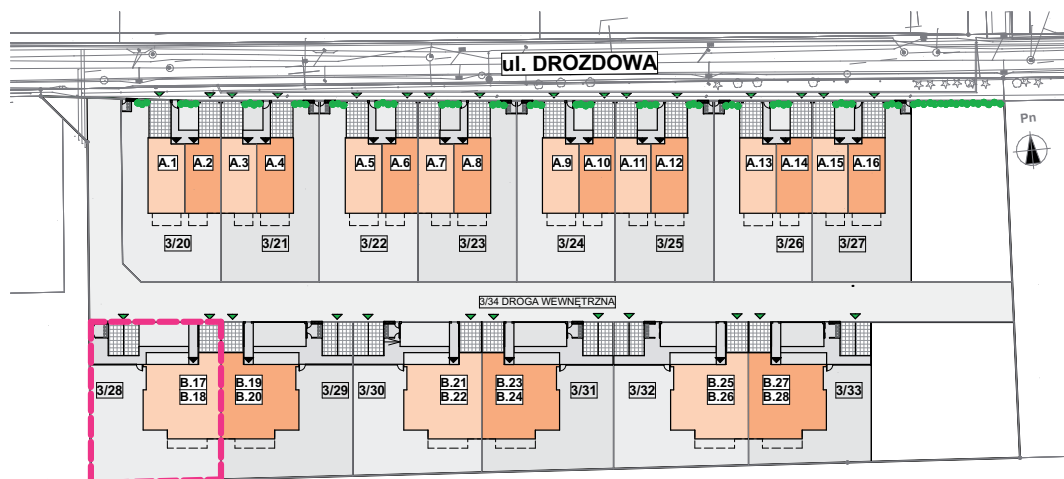 ul. DROZDOWA
Pn
A.1 A.2 A.3 A.4 A.5 A.6 A.7 A.8 A.9 A.10 A.11 A.12 A.13 A.14 A.15 A.16
3/20 3/21 3/22 3/23 3/24 3/25 3/26 3/27
3/34 DROGA WEWNĘTRZNA
3/28 B.17 B.19 3/29 3/30 B.21 B.23 3/31 3/32 B.25 B.27 3/33
B.18 B.20 B.22 B.24 B.26 B.28